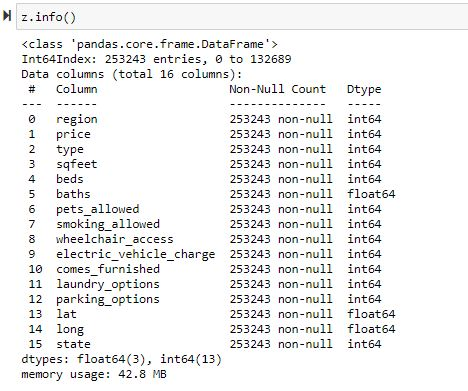 z.info()
<class 'pandas.core.frame.DataFrame'>
Int64Index: 253243 entries, 0 to 132689
Data columns (total 16 columns):
 #   Column                   Non-Null Count   Dtype
---  ------                   --------------   -----
 0   region                   253243 non-null  int64
 1   price                    253243 non-null  int64
 2   type                     253243 non-null  int64
 3   sqfeet                   253243 non-null  int64
 4   beds                     253243 non-null  int64
 5   baths                    253243 non-null  float64
 6   pets_allowed             253243 non-null  int64
 7   smoking_allowed          253243 non-null  int64
 8   wheelchair_access        253243 non-null  int64
 9   electric_vehicle_charge  253243 non-null  int64
 10  comes_furnished          253243 non-null  int64
 11  laundry_options          253243 non-null  int64
 12  parking_options          253243 non-null  int64
 13  lat                      253243 non-null  float64
 14  long                     253243 non-null  float64
 15  state                    253243 non-null  int64
dtypes: float64(3), int64(13)
memory usage: 42.8 MB